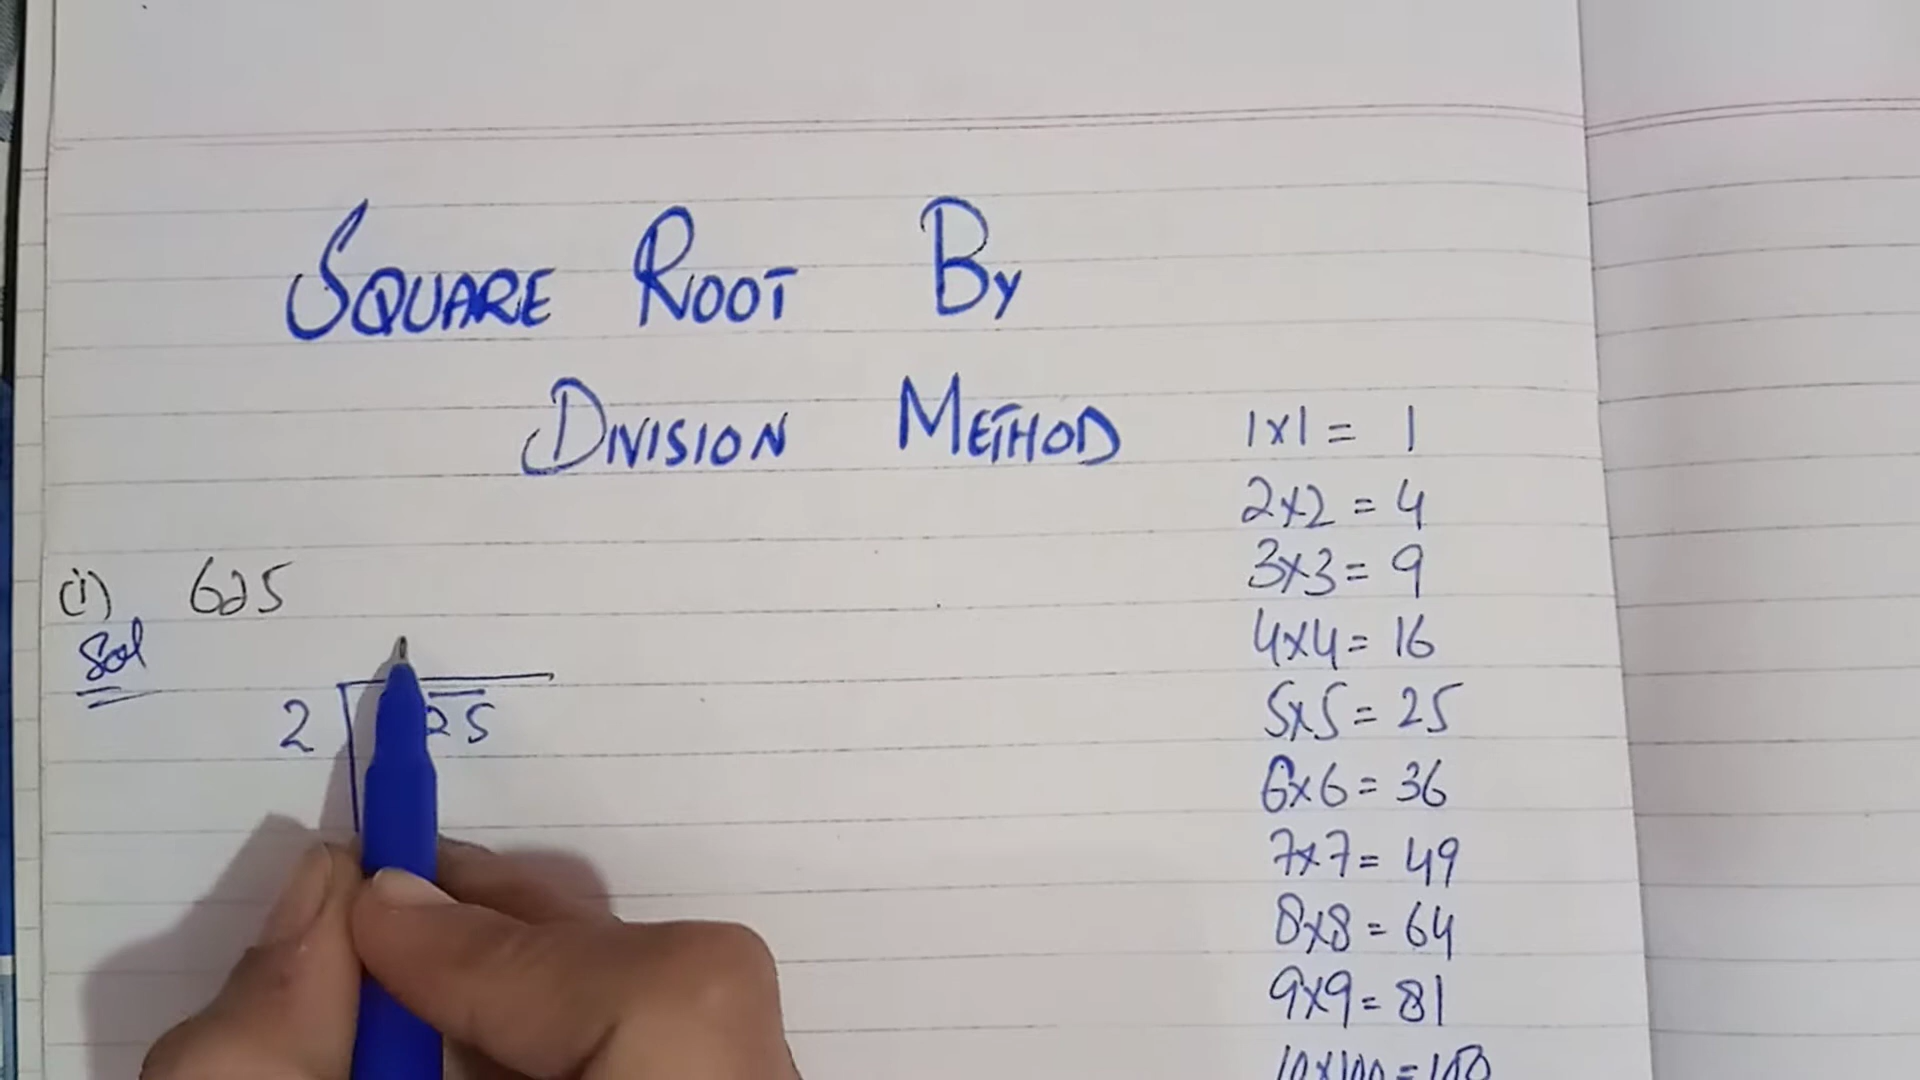 SQUARE ROOT BY
DIVISION METHOD
(i) 625
Sol
2 25
1x1 = 1
2x2 = 4
3x3 = 9
4x4 = 16
5x5 = 25
6x6 = 36
7x7 = 49
8x8 = 64
9x9 = 81